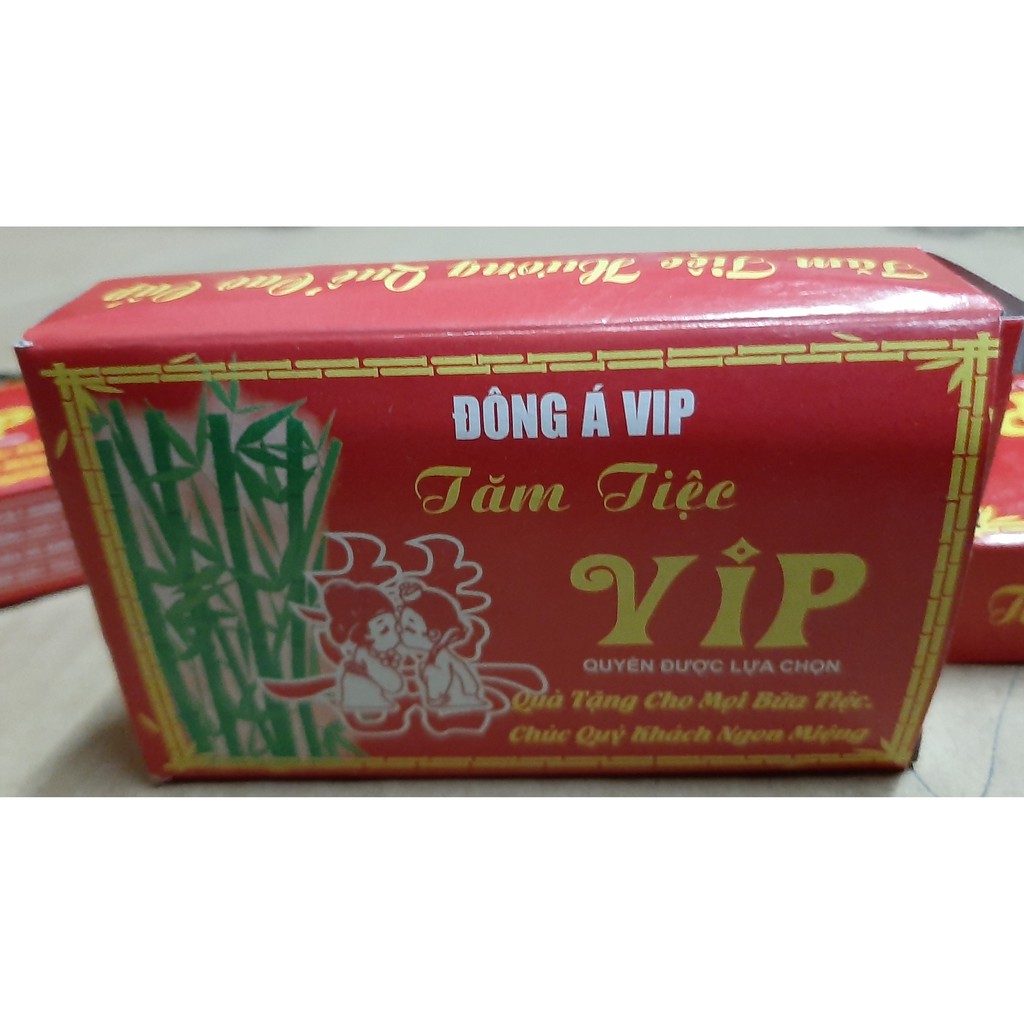 Tăm Tiệc Hương Quế Cao Cấp
ĐÔNG Á VIP
Tăm Tiệc
ViP
QUYỀN ĐƯỢC LỰA CHỌN
Quà Tặng Cho Mọi Bữa Tiệc.
Chúc Quý Khách Ngon Miệng